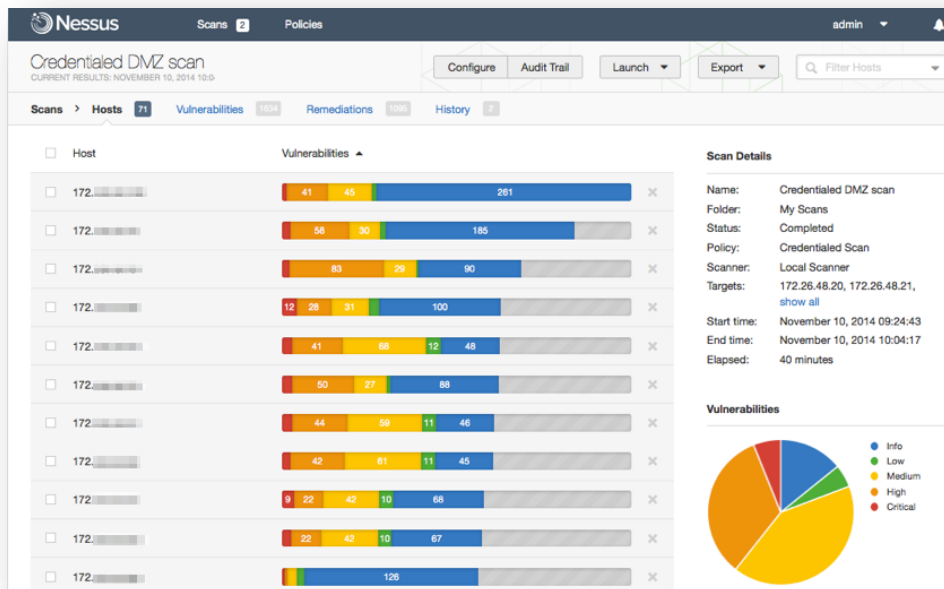 Nessus Scans 2 Policies admin
Credentialed DMZ scan
CURRENT RESULTS: NOVEMBER 10, 2014 10:0
Configure Audit Trail Launch Export Filter Hosts
Scans > Hosts 71 Vulnerabilities 1934 Remediations History 2
Host Vulnerabilities
172. 41 45 261
172. 58 30 185
172. 83 29 90
172. 12 28 31 100
172. 41 68 12 48
172. 50 27 88
172. 44 59 11 46
172. 42 61 11 45
172. 9 22 42 10 68
172. 22 42 10 67
172. 126
Scan Details
Name: Credentialed DMZ scan
Folder: My Scans
Status: Completed
Policy: Credentialed Scan
Scanner: Local Scanner
Targets: 172.26.48.20, 172.26.48.21,
show all
Start time: November 10, 2014 09:24:43
End time: November 10, 2014 10:04:17
Elapsed: 40 minutes
Vulnerabilities
Info
Low
Medium
High
Critical